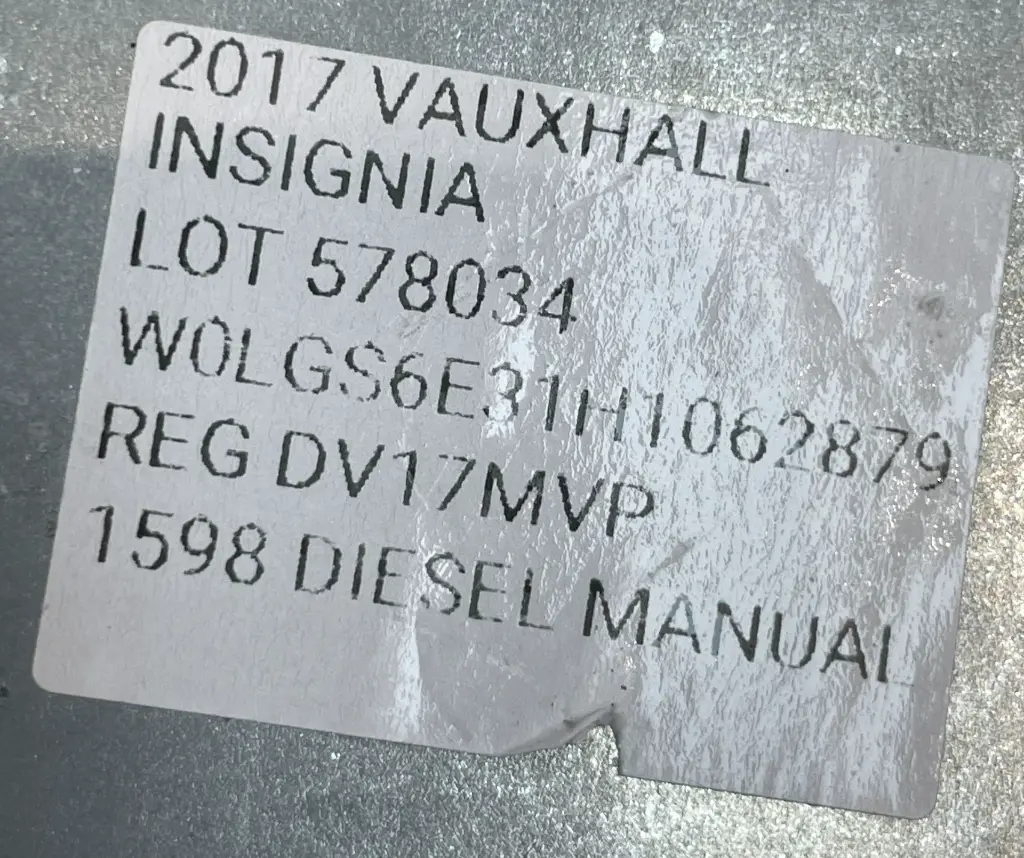 2017 VAUXHALL
INSIGNIA
LOT 578034
W0LGS6E31H1062879
REG DV17MVP
1598 DIESEL MANUAL